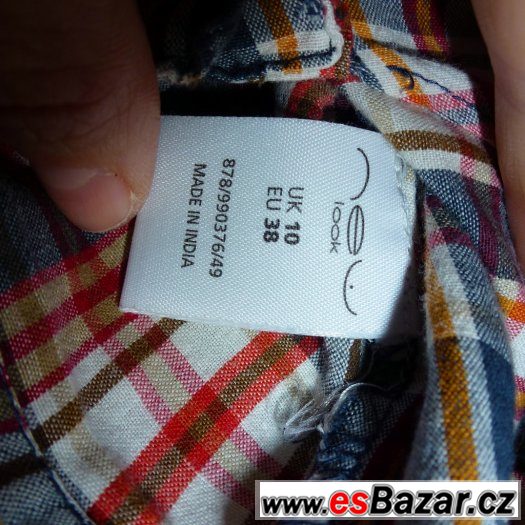 new
look
UK 10
EU 38
878/990376/49
MADE IN INDIA
www.esBazar.cz